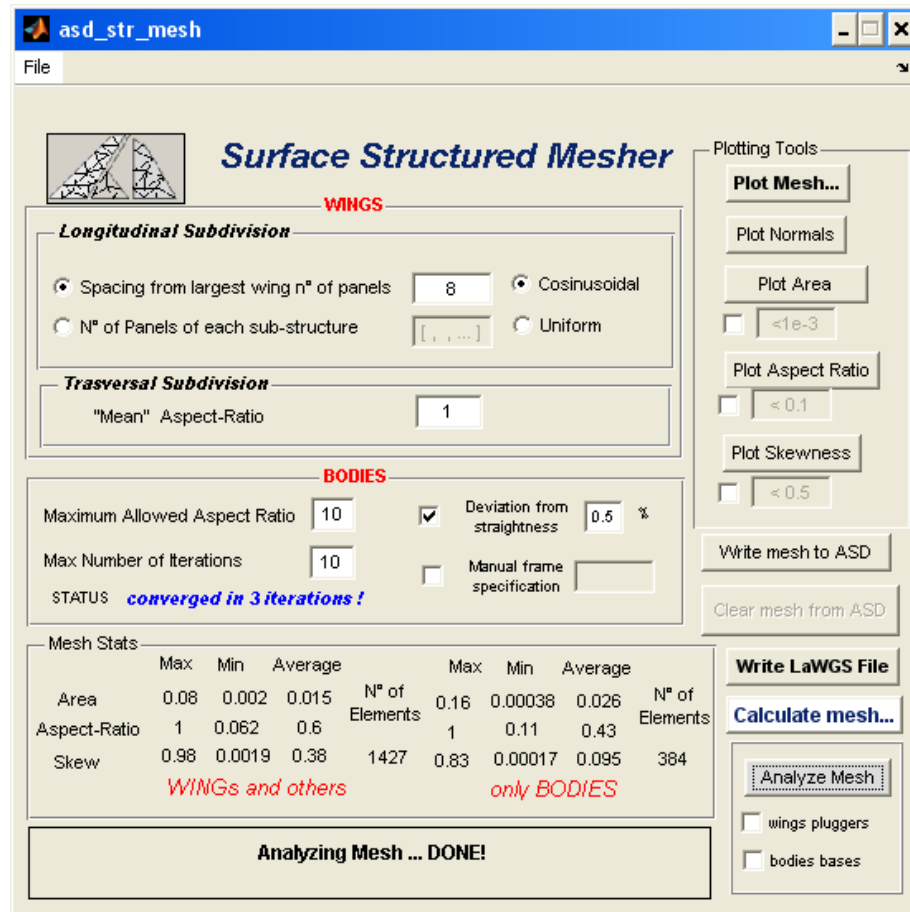 asd_str_mesh
File
Surface Structured Mesher
WINGS
Longitudinal Subdivision
Spacing from largest wing n° of panels 8 Cosinusoidal
N° of Panels of each sub-structure [ , , ... ] Uniform
Trasversal Subdivision
"Mean" Aspect-Ratio 1
BODIES
Maximum Allowed Aspect Ratio 10
Deviation from straightness 0.5 %
Max Number of Iterations 10
Manual frame specification
STATUS converged in 3 iterations !
Mesh Stats
Max Min Average Max Min Average
Area 0.08 0.002 0.015 N° of Elements 0.16 0.00038 0.026 N° of Elements
Aspect-Ratio 1 0.062 0.6 1 0.11 0.43
Skew 0.98 0.0019 0.38 1427 0.83 0.00017 0.095 384
WINGs and others only BODIES
Analyzing Mesh ... DONE!
Plotting Tools
Plot Mesh...
Plot Normals
Plot Area
<1e-3
Plot Aspect Ratio
< 0.1
Plot Skewness
< 0.5
Write mesh to ASD
Clear mesh from ASD
Write LaWGS File
Calculate mesh...
Analyze Mesh
wings pluggers
bodies bases